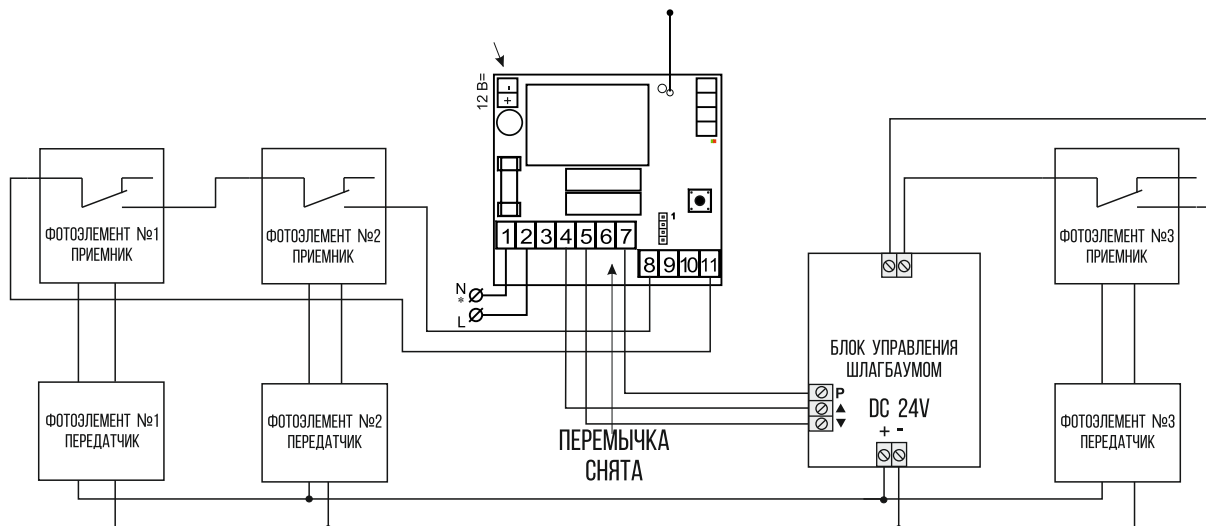 12 В=
-
+
1
1 2 3 4 5 6 7
8 9 10 11
N
*
L
ФОТОЭЛЕМЕНТ №1
ПРИЕМНИК
ФОТОЭЛЕМЕНТ №2
ПРИЕМНИК
ФОТОЭЛЕМЕНТ №3
ПРИЕМНИК
БЛОК УПРАВЛЕНИЯ
ШЛАГБАУМОМ
DC 24V
+ -
P
▲
▼
ФОТОЭЛЕМЕНТ №1
ПЕРЕДАТЧИК
ФОТОЭЛЕМЕНТ №2
ПЕРЕДАТЧИК
ПЕРЕМЫЧКА
СНЯТА
ФОТОЭЛЕМЕНТ №3
ПЕРЕДАТЧИК